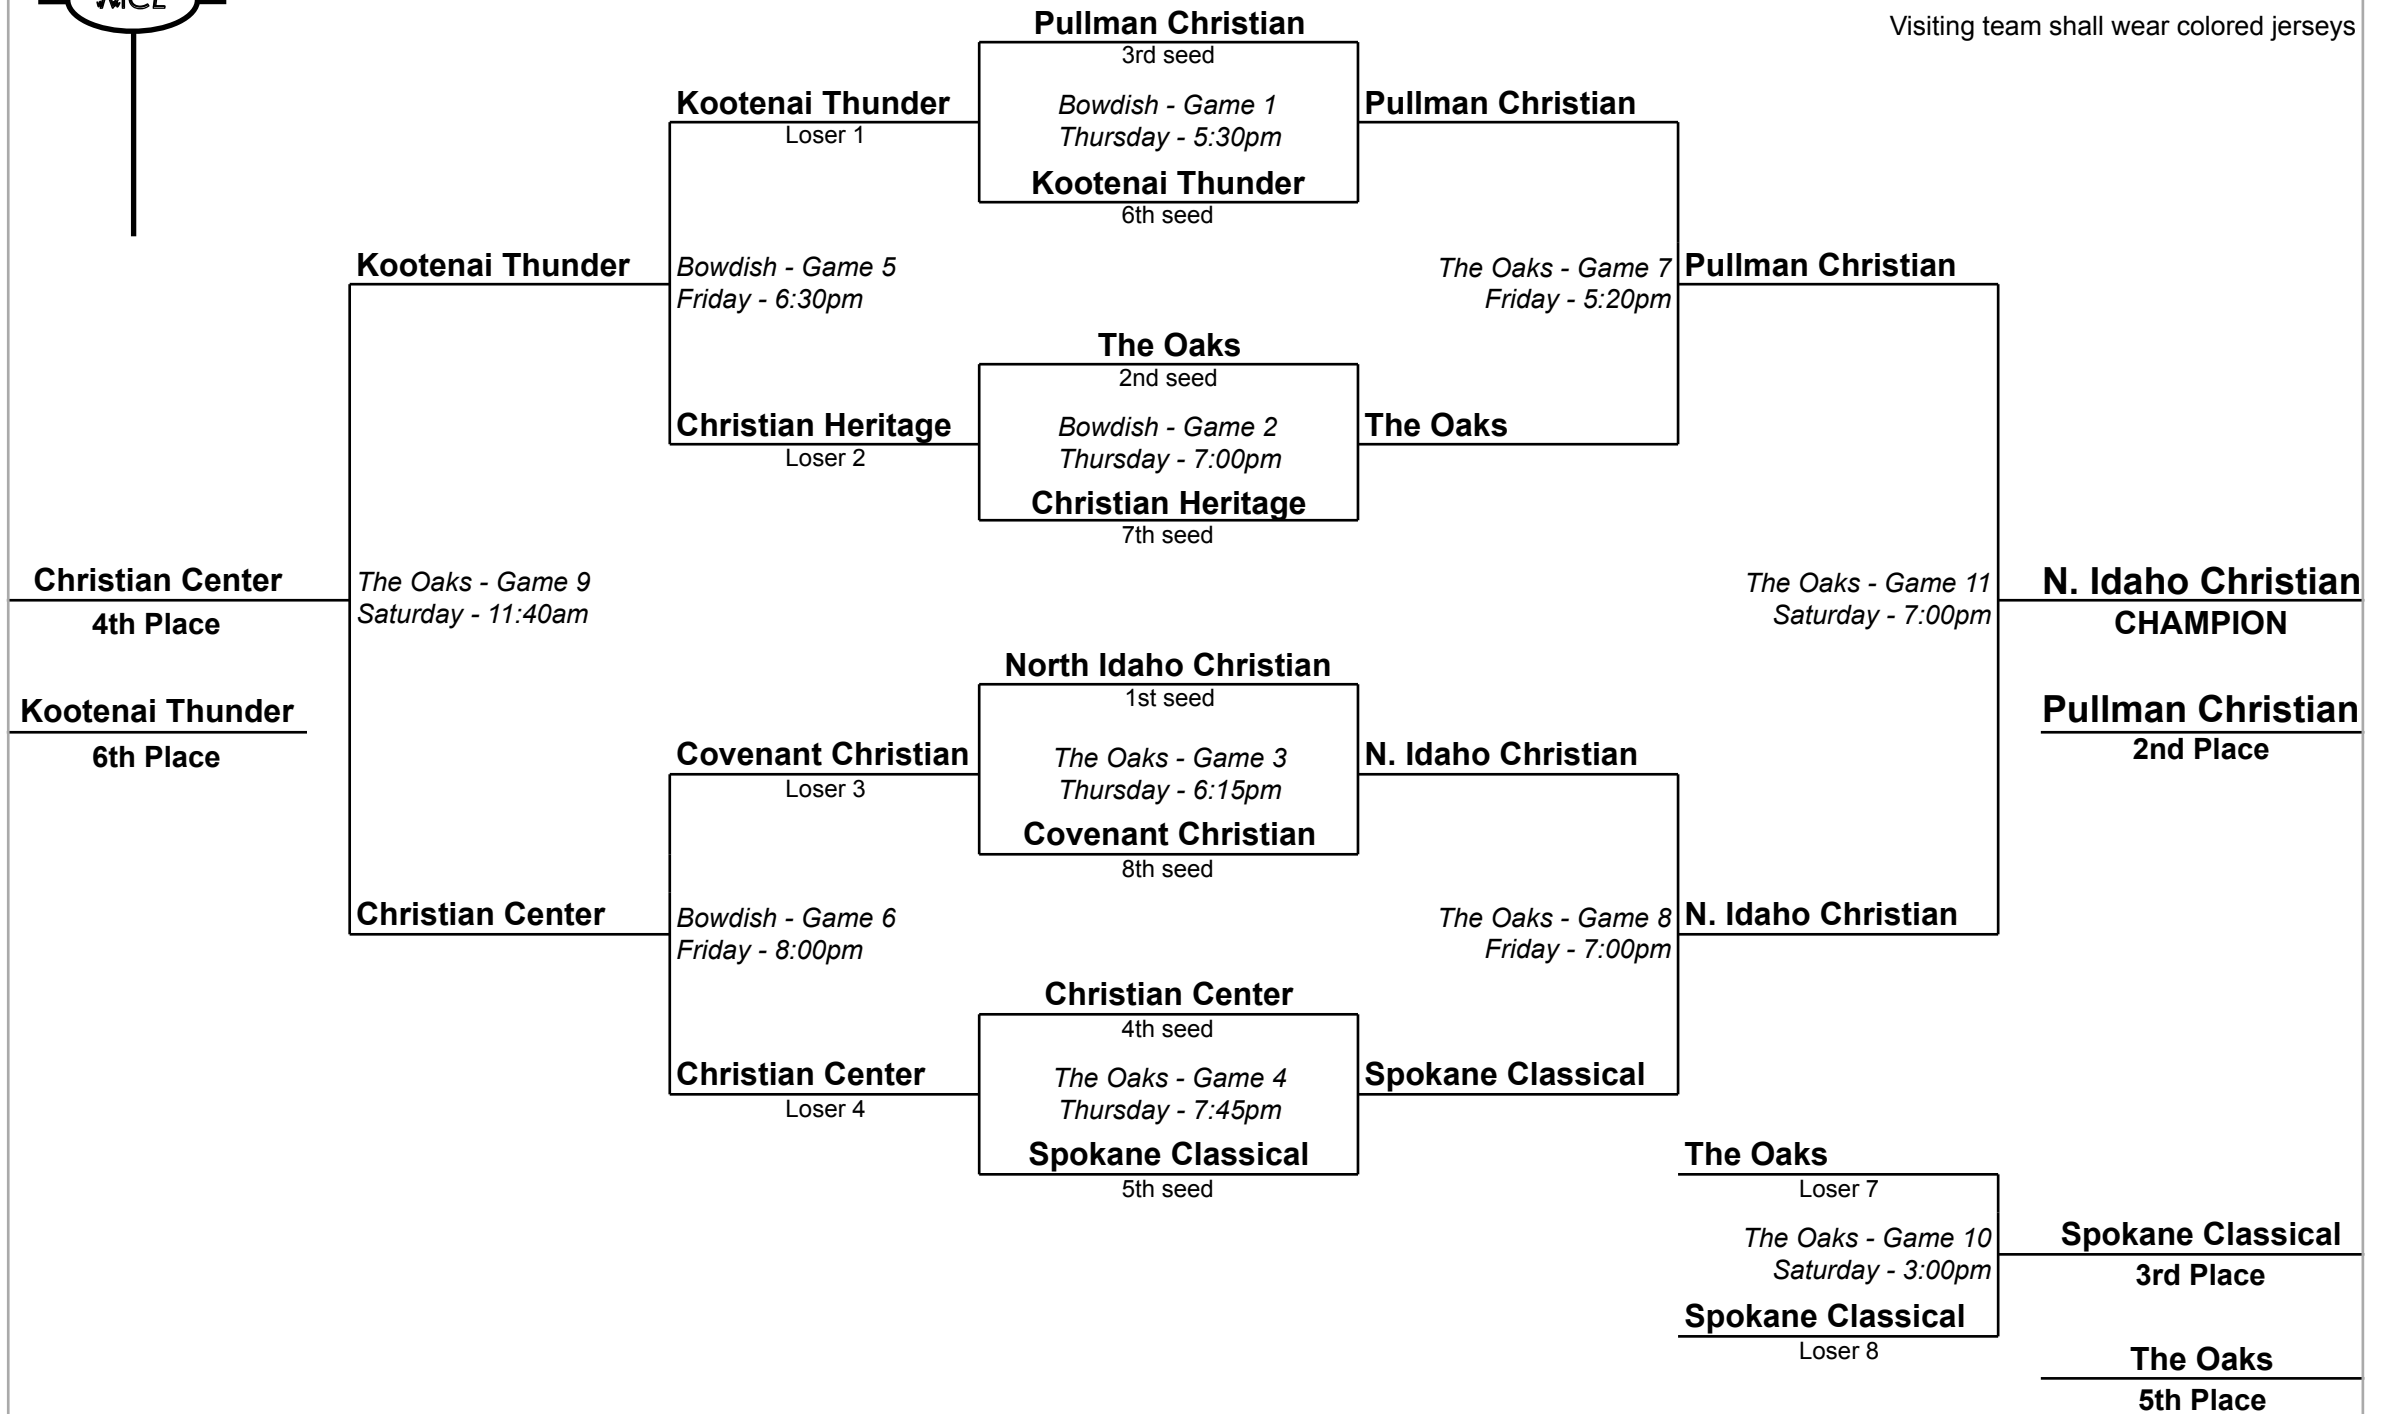 MCL
Pullman Christian
Visiting team shall wear colored jerseys
3rd seed
Kootenai Thunder
Loser 1
Bowdish - Game 1
Thursday - 5:30pm
Pullman Christian
Kootenai Thunder
6th seed
Kootenai Thunder
Bowdish - Game 5
Friday - 6:30pm
The Oaks - Game 7
Friday - 5:20pm
Pullman Christian
The Oaks
2nd seed
Christian Heritage
Loser 2
Bowdish - Game 2
Thursday - 7:00pm
The Oaks
Christian Heritage
7th seed
Christian Center
4th Place
The Oaks - Game 9
Saturday - 11:40am
The Oaks - Game 11
Saturday - 7:00pm
N. Idaho Christian
CHAMPION
North Idaho Christian
1st seed
Kootenai Thunder
6th Place
Pullman Christian
2nd Place
Covenant Christian
Loser 3
The Oaks - Game 3
Thursday - 6:15pm
N. Idaho Christian
Covenant Christian
8th seed
Christian Center
Bowdish - Game 6
Friday - 8:00pm
The Oaks - Game 8
Friday - 7:00pm
N. Idaho Christian
Christian Center
4th seed
Christian Center
Loser 4
The Oaks - Game 4
Thursday - 7:45pm
Spokane Classical
Spokane Classical
5th seed
The Oaks
Loser 7
The Oaks - Game 10
Saturday - 3:00pm
Spokane Classical
3rd Place
Spokane Classical
Loser 8
The Oaks
5th Place